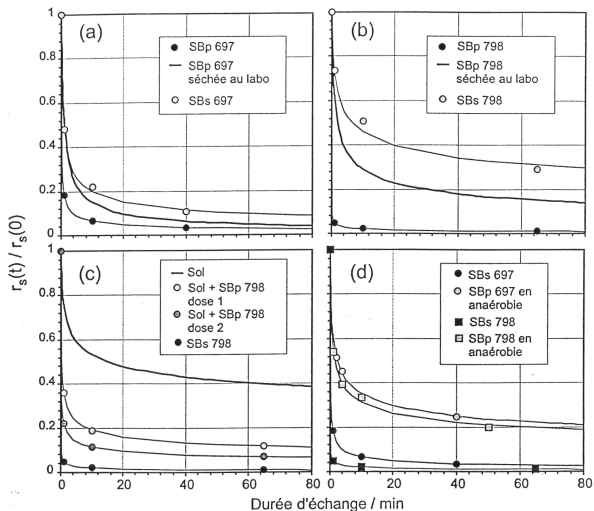 (a)
SBp 697
SBp 697
séchée au labo
SBs 697
(b)
SBp 798
SBp 798
séchée au labo
SBs 798
1
0.8
0.6
0.4
0.2
0
rs(t) / rs(0)
(c)
Sol
Sol + SBp 798
dose 1
Sol + SBp 798
dose 2
SBs 798
(d)
SBs 697
SBp 697 en
anaérobie
SBs 798
SBp 798 en
anaérobie
1
0.8
0.6
0.4
0.2
0
0 20 40 60 80
0 20 40 60 80
Durée d'échange / min